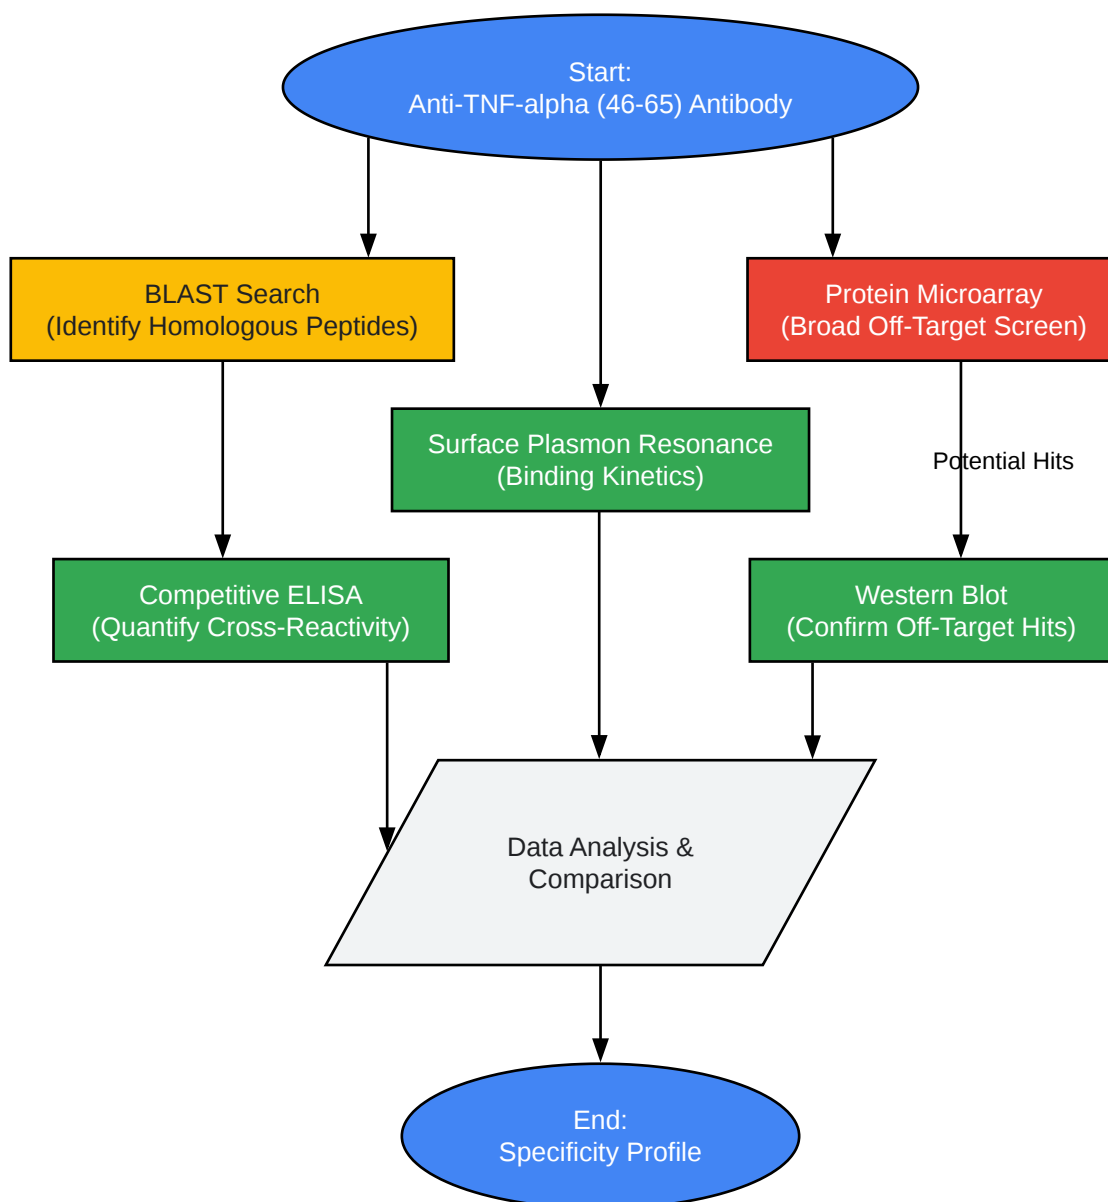 Start:
Anti-TNF-alpha (46-65) Antibody
BLAST Search
(Identify Homologous Peptides)
Protein Microarray
(Broad Off-Target Screen)
Surface Plasmon Resonance
(Binding Kinetics)
Potential Hits
Competitive ELISA
(Quantify Cross-Reactivity)
Western Blot
(Confirm Off-Target Hits)
Data Analysis &
Comparison
End:
Specificity Profile